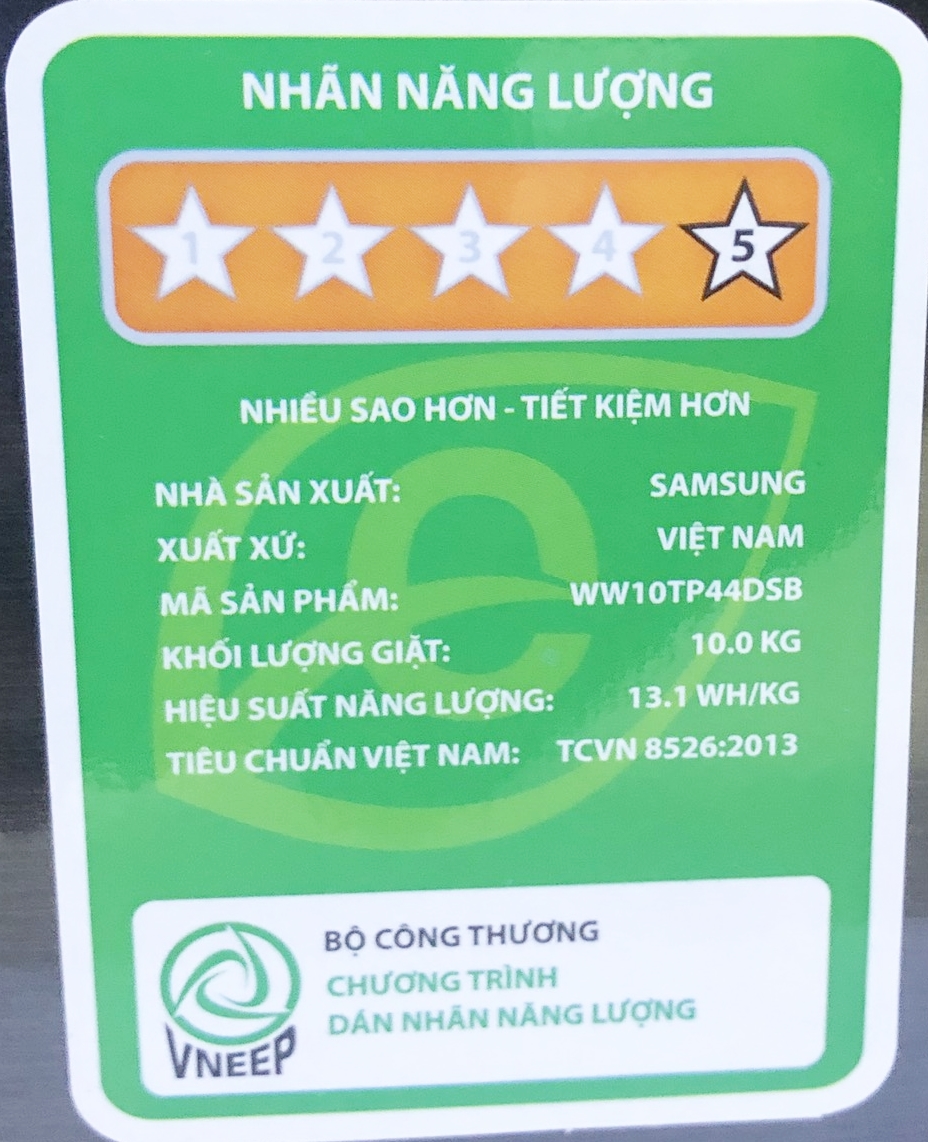 NHÃN NĂNG LƯỢNG
1 2 3 4 5
NHIỀU SAO HƠN - TIẾT KIỆM HƠN
NHÀ SẢN XUẤT: SAMSUNG
XUẤT XỨ: VIỆT NAM
MÃ SẢN PHẨM: WW10TP44DSB
KHỐI LƯỢNG GIẶT: 10.0 KG
HIỆU SUẤT NĂNG LƯỢNG: 13.1 WH/KG
TIÊU CHUẨN VIỆT NAM: TCVN 8526:2013
BỘ CÔNG THƯƠNG
CHƯƠNG TRÌNH
DÁN NHÃN NĂNG LƯỢNG
VNEEP